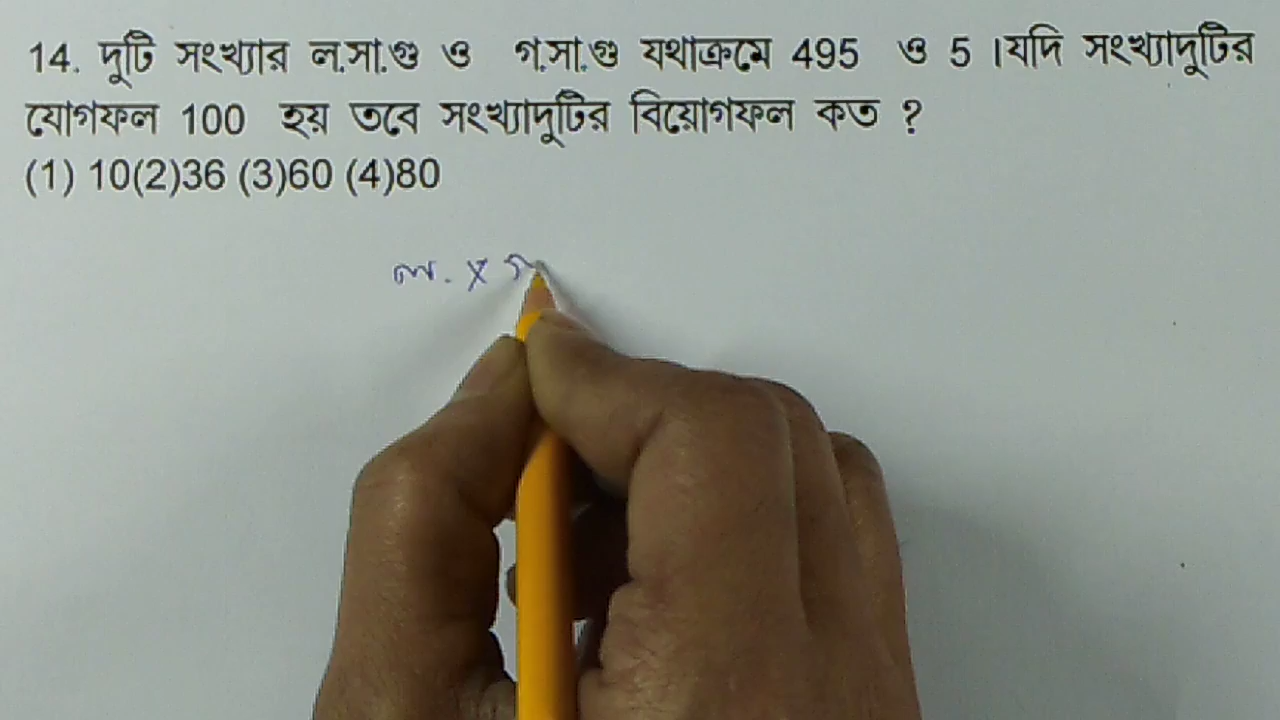 14. দুটি সংখ্যার ল.সা.গু ও গ.সা.গু যথাক্রমে 495 ও 5 ।যদি সংখ্যাদুটির
যোগফল 100 হয় তবে সংখ্যাদুটির বিয়োগফল কত ?
(1) 10(2)36 (3)60 (4)80
ল. x গ